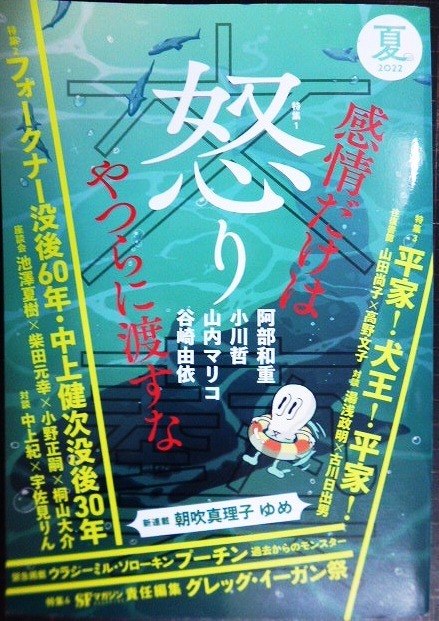 夏。
2022
文藝
特集1
怒り
感情だけは
やつらに渡すな
阿部和重
小川哲
山内マリコ
谷崎由依
特集2
フォークナー没後60年・中上健次没後30年
座談会 池澤夏樹×柴田元幸×小野正嗣×桐山大介
対談 中上紀×宇佐見りん
特集3
平家!犬王!平家!
山田尚子×高野文子
対談 湯浅政明×古川日出男
新連載 朝吹真理子 ゆめ
緊急掲載 ウラジーミル・ソローキン プーチン 過去からのモンスター
特集4 SFマガジン 責任編集 グレッグ・イーガン祭